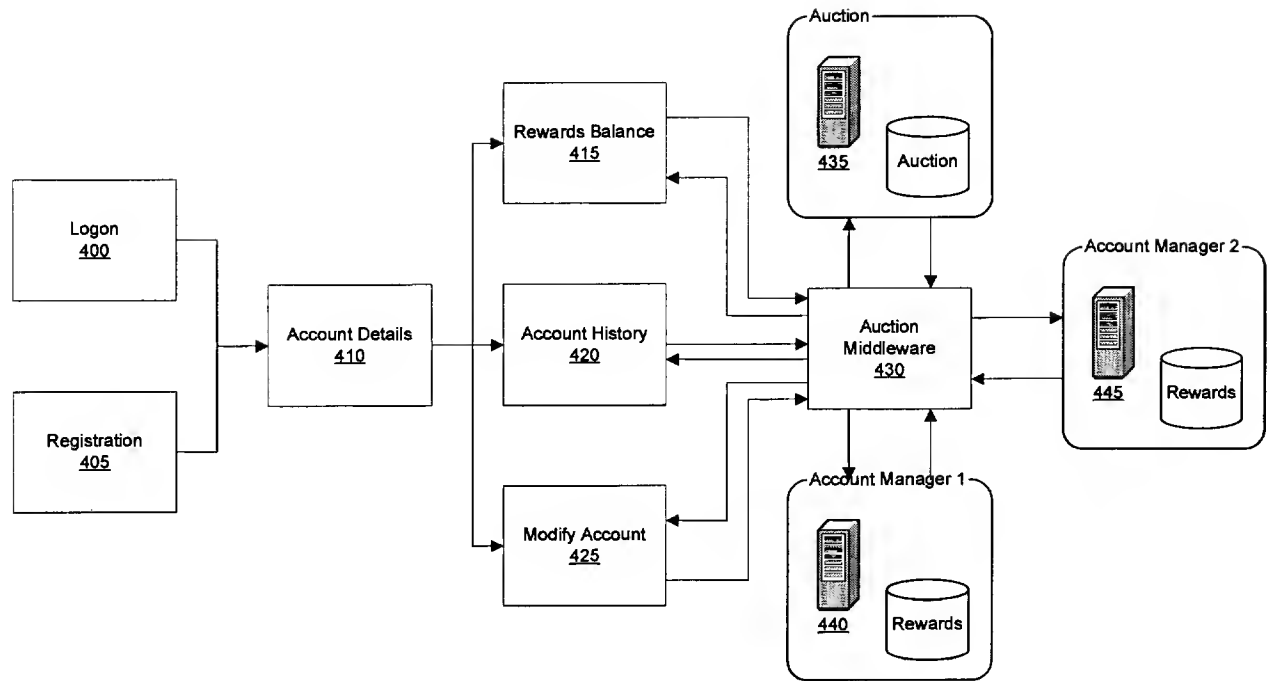 Logon
400
Registration
405
Account Details
410
Rewards Balance
415
Account History
420
Modify Account
425
Auction
435
Auction
Auction
Middleware
430
Account Manager 2
445
Rewards
Account Manager 1
440
Rewards